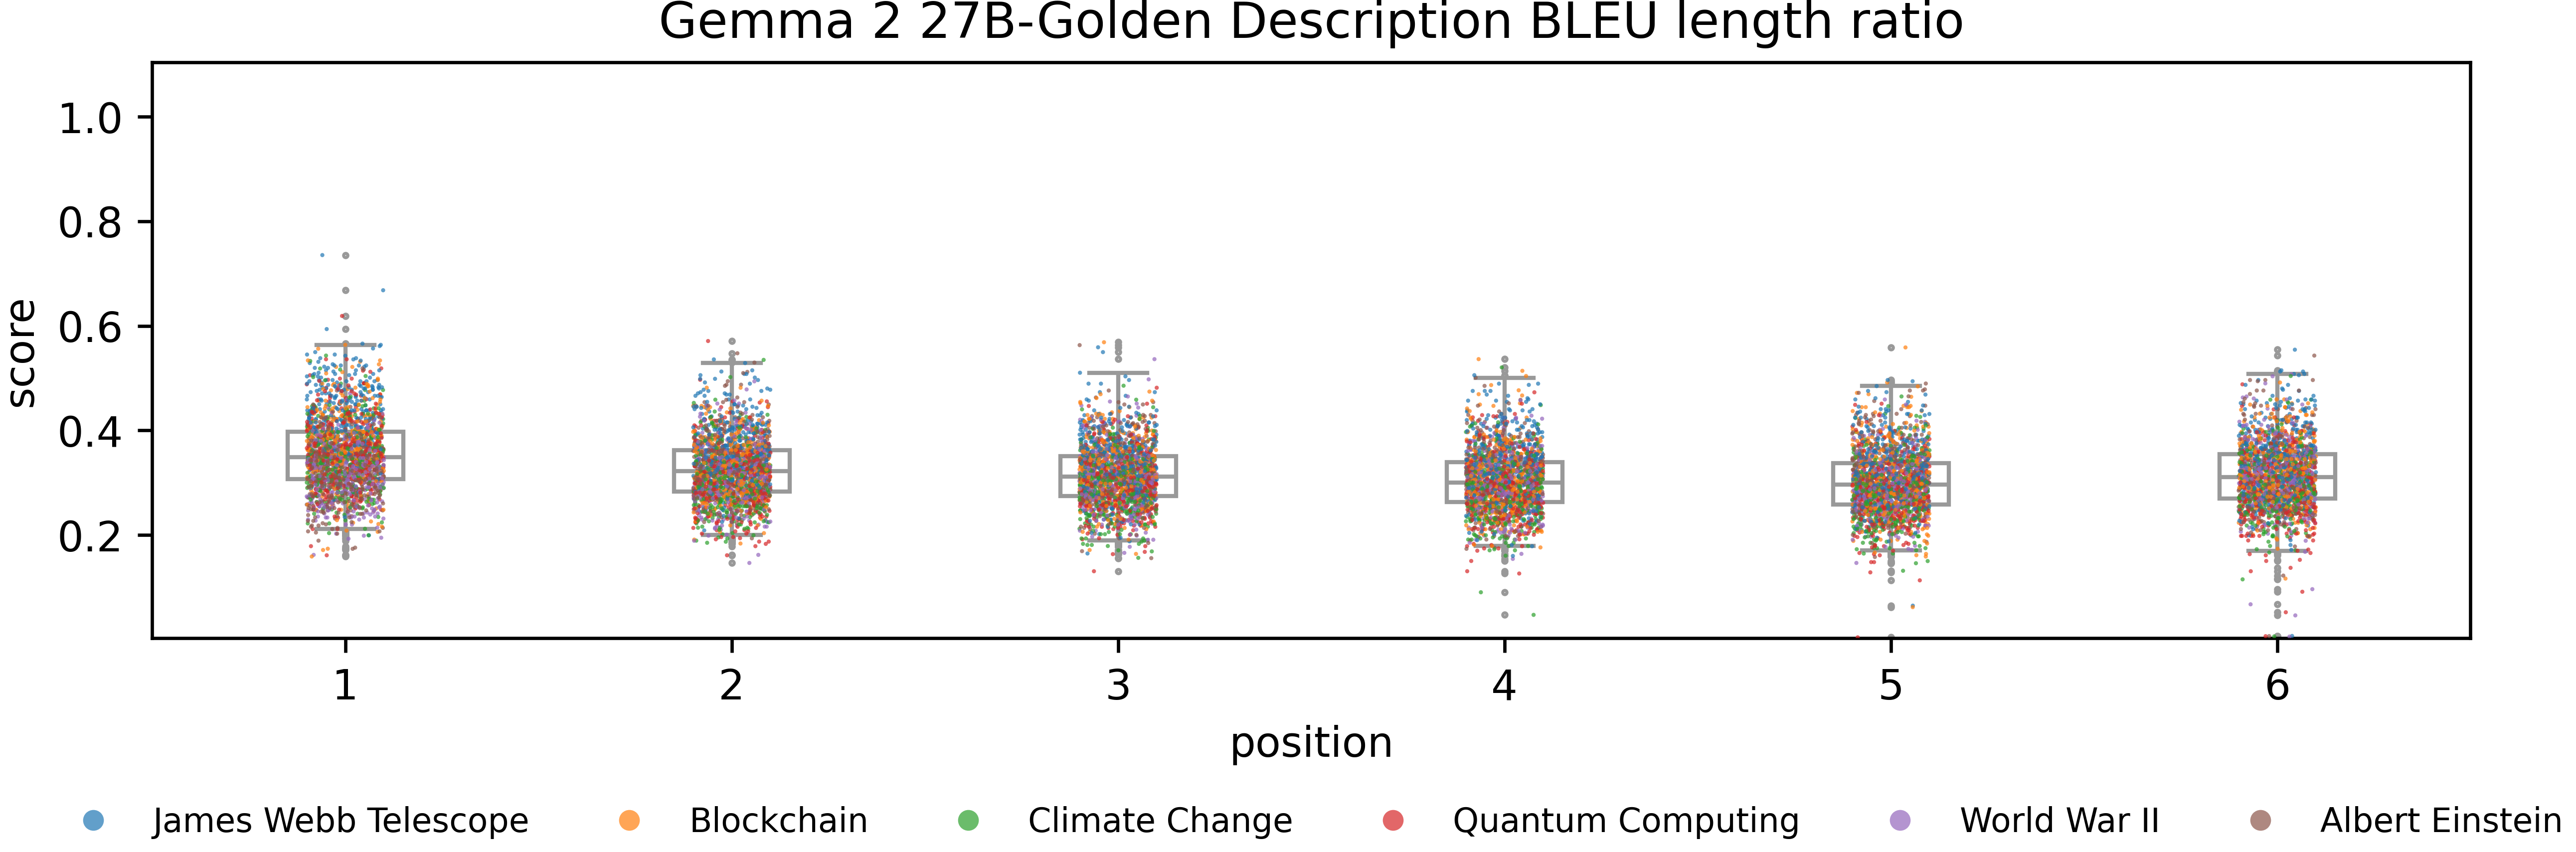 Gemma 2 27B-Golden Description BLEU length ratio
score
1.0
0.8
0.6
0.4
0.2
1 2 3 4 5 6
position
James Webb Telescope Blockchain Climate Change Quantum Computing World War II Albert Einstein